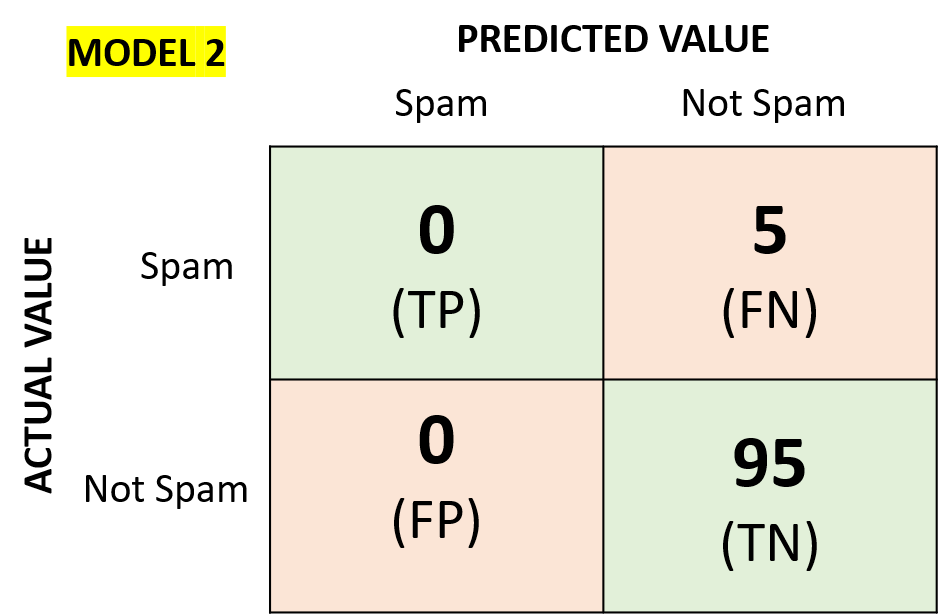 MODEL 2
PREDICTED VALUE
Spam
Not Spam
ACTUAL VALUE
Spam
0
(TP)
5
(FN)
Not Spam
0
(FP)
95
(TN)